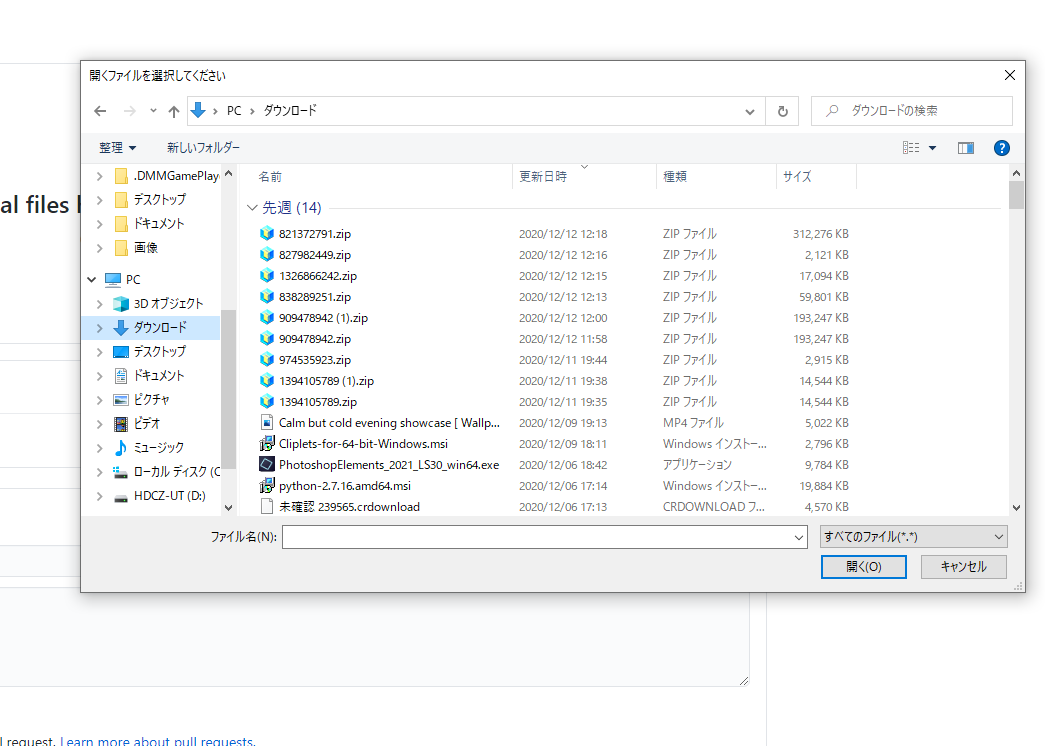 開くファイルを選択してください
PC ダウンロード
ダウンロードの検索
整理 新しいフォルダー
al files
.DMMGamePlay
デスクトップ
ドキュメント
画像
PC
3D オブジェクト
ダウンロード
デスクトップ
ドキュメント
ピクチャ
ビデオ
ミュージック
ローカル ディスク (C
HDCZ-UT (D:)
名前 更新日時 種類 サイズ
先週 (14)
821372791.zip 2020/12/12 12:18 ZIP ファイル 312,276 KB
827982449.zip 2020/12/12 12:16 ZIP ファイル 2,121 KB
1326866242.zip 2020/12/12 12:15 ZIP ファイル 17,094 KB
838289251.zip 2020/12/12 12:13 ZIP ファイル 59,801 KB
909478942 (1).zip 2020/12/12 12:00 ZIP ファイル 193,247 KB
909478942.zip 2020/12/12 11:58 ZIP ファイル 193,247 KB
974535923.zip 2020/12/11 19:44 ZIP ファイル 2,915 KB
1394105789 (1).zip 2020/12/11 19:38 ZIP ファイル 14,544 KB
1394105789.zip 2020/12/11 19:35 ZIP ファイル 14,544 KB
Calm but cold evening showcase [ Wallp... 2020/12/09 19:13 MP4 ファイル 5,022 KB
Cliplets-for-64-bit-Windows.msi 2020/12/09 18:11 Windows インストー... 2,796 KB
PhotoshopElements_2021_LS30_win64.exe 2020/12/06 18:42 アプリケーション 9,784 KB
python-2.7.16.amd64.msi 2020/12/06 17:14 Windows インストー... 19,884 KB
未確認 239565.crdownload 2020/12/06 17:13 CRDOWNLOAD フ... 4,570 KB
ファイル名(N): すべてのファイル(*.*)
開く(O) キャンセル
l request. Learn more about pull requests.